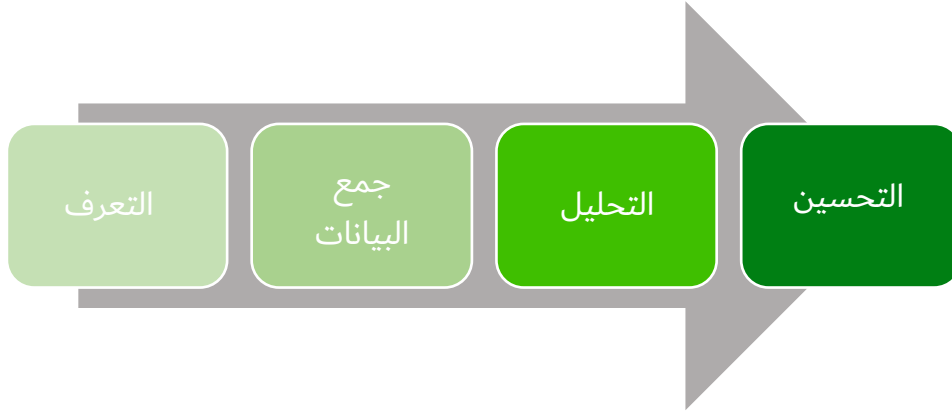 التعرف
جمع
البيانات
التحليل
التحسين